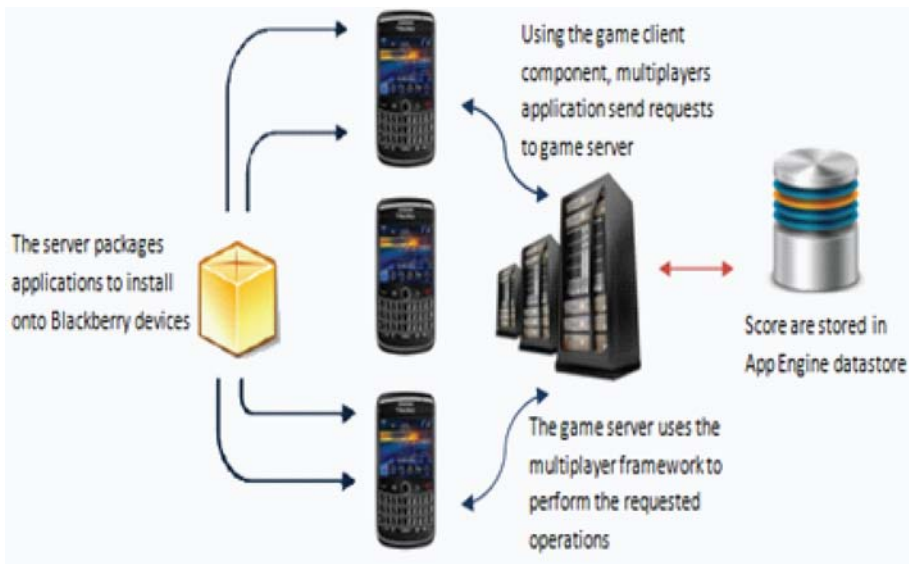 Using the game client
component, multiplayers
application send requests
to game server
The server packages
applications to install
onto Blackberry devices
Score are stored in
App Engine datastore
The game server uses the
multiplayer framework to
perform the requested
operations